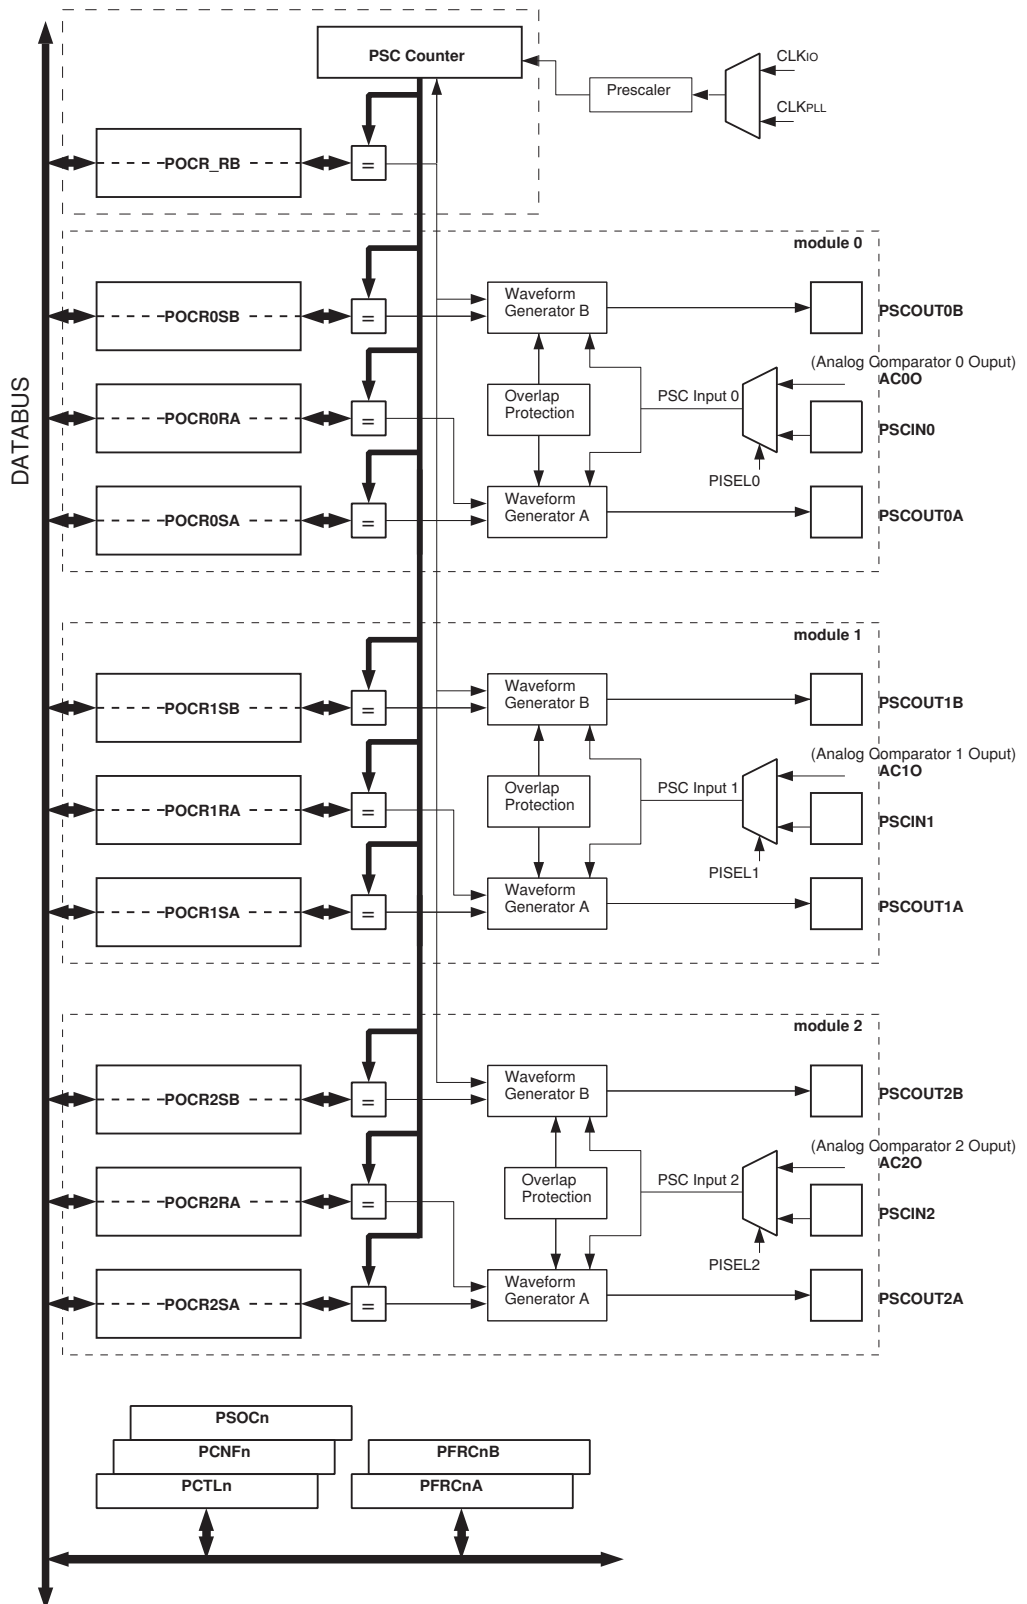 PSC Counter
CLKIO
Prescaler
CLKPLL
POCR_RB
=
module 0
Waveform
Generator B
POCR0SB
=
PSCOUT0B
(Analog Comparator 0 Ouput)
AC0O
DATABUS
POCR0RA
=
Overlap
Protection
PSC Input 0
PSCIN0
PISEL0
Waveform
Generator A
POCR0SA
=
PSCOUT0A
module 1
Waveform
Generator B
POCR1SB
=
PSCOUT1B
(Analog Comparator 1 Ouput)
AC1O
POCR1RA
=
Overlap
Protection
PSC Input 1
PSCIN1
PISEL1
Waveform
Generator A
POCR1SA
=
PSCOUT1A
module 2
Waveform
Generator B
POCR2SB
=
PSCOUT2B
(Analog Comparator 2 Ouput)
AC2O
POCR2RA
=
Overlap
Protection
PSC Input 2
PSCIN2
PISEL2
Waveform
Generator A
POCR2SA
=
PSCOUT2A
PSOCn
PCNFn
PCTLn
PFRCnB
PFRCnA